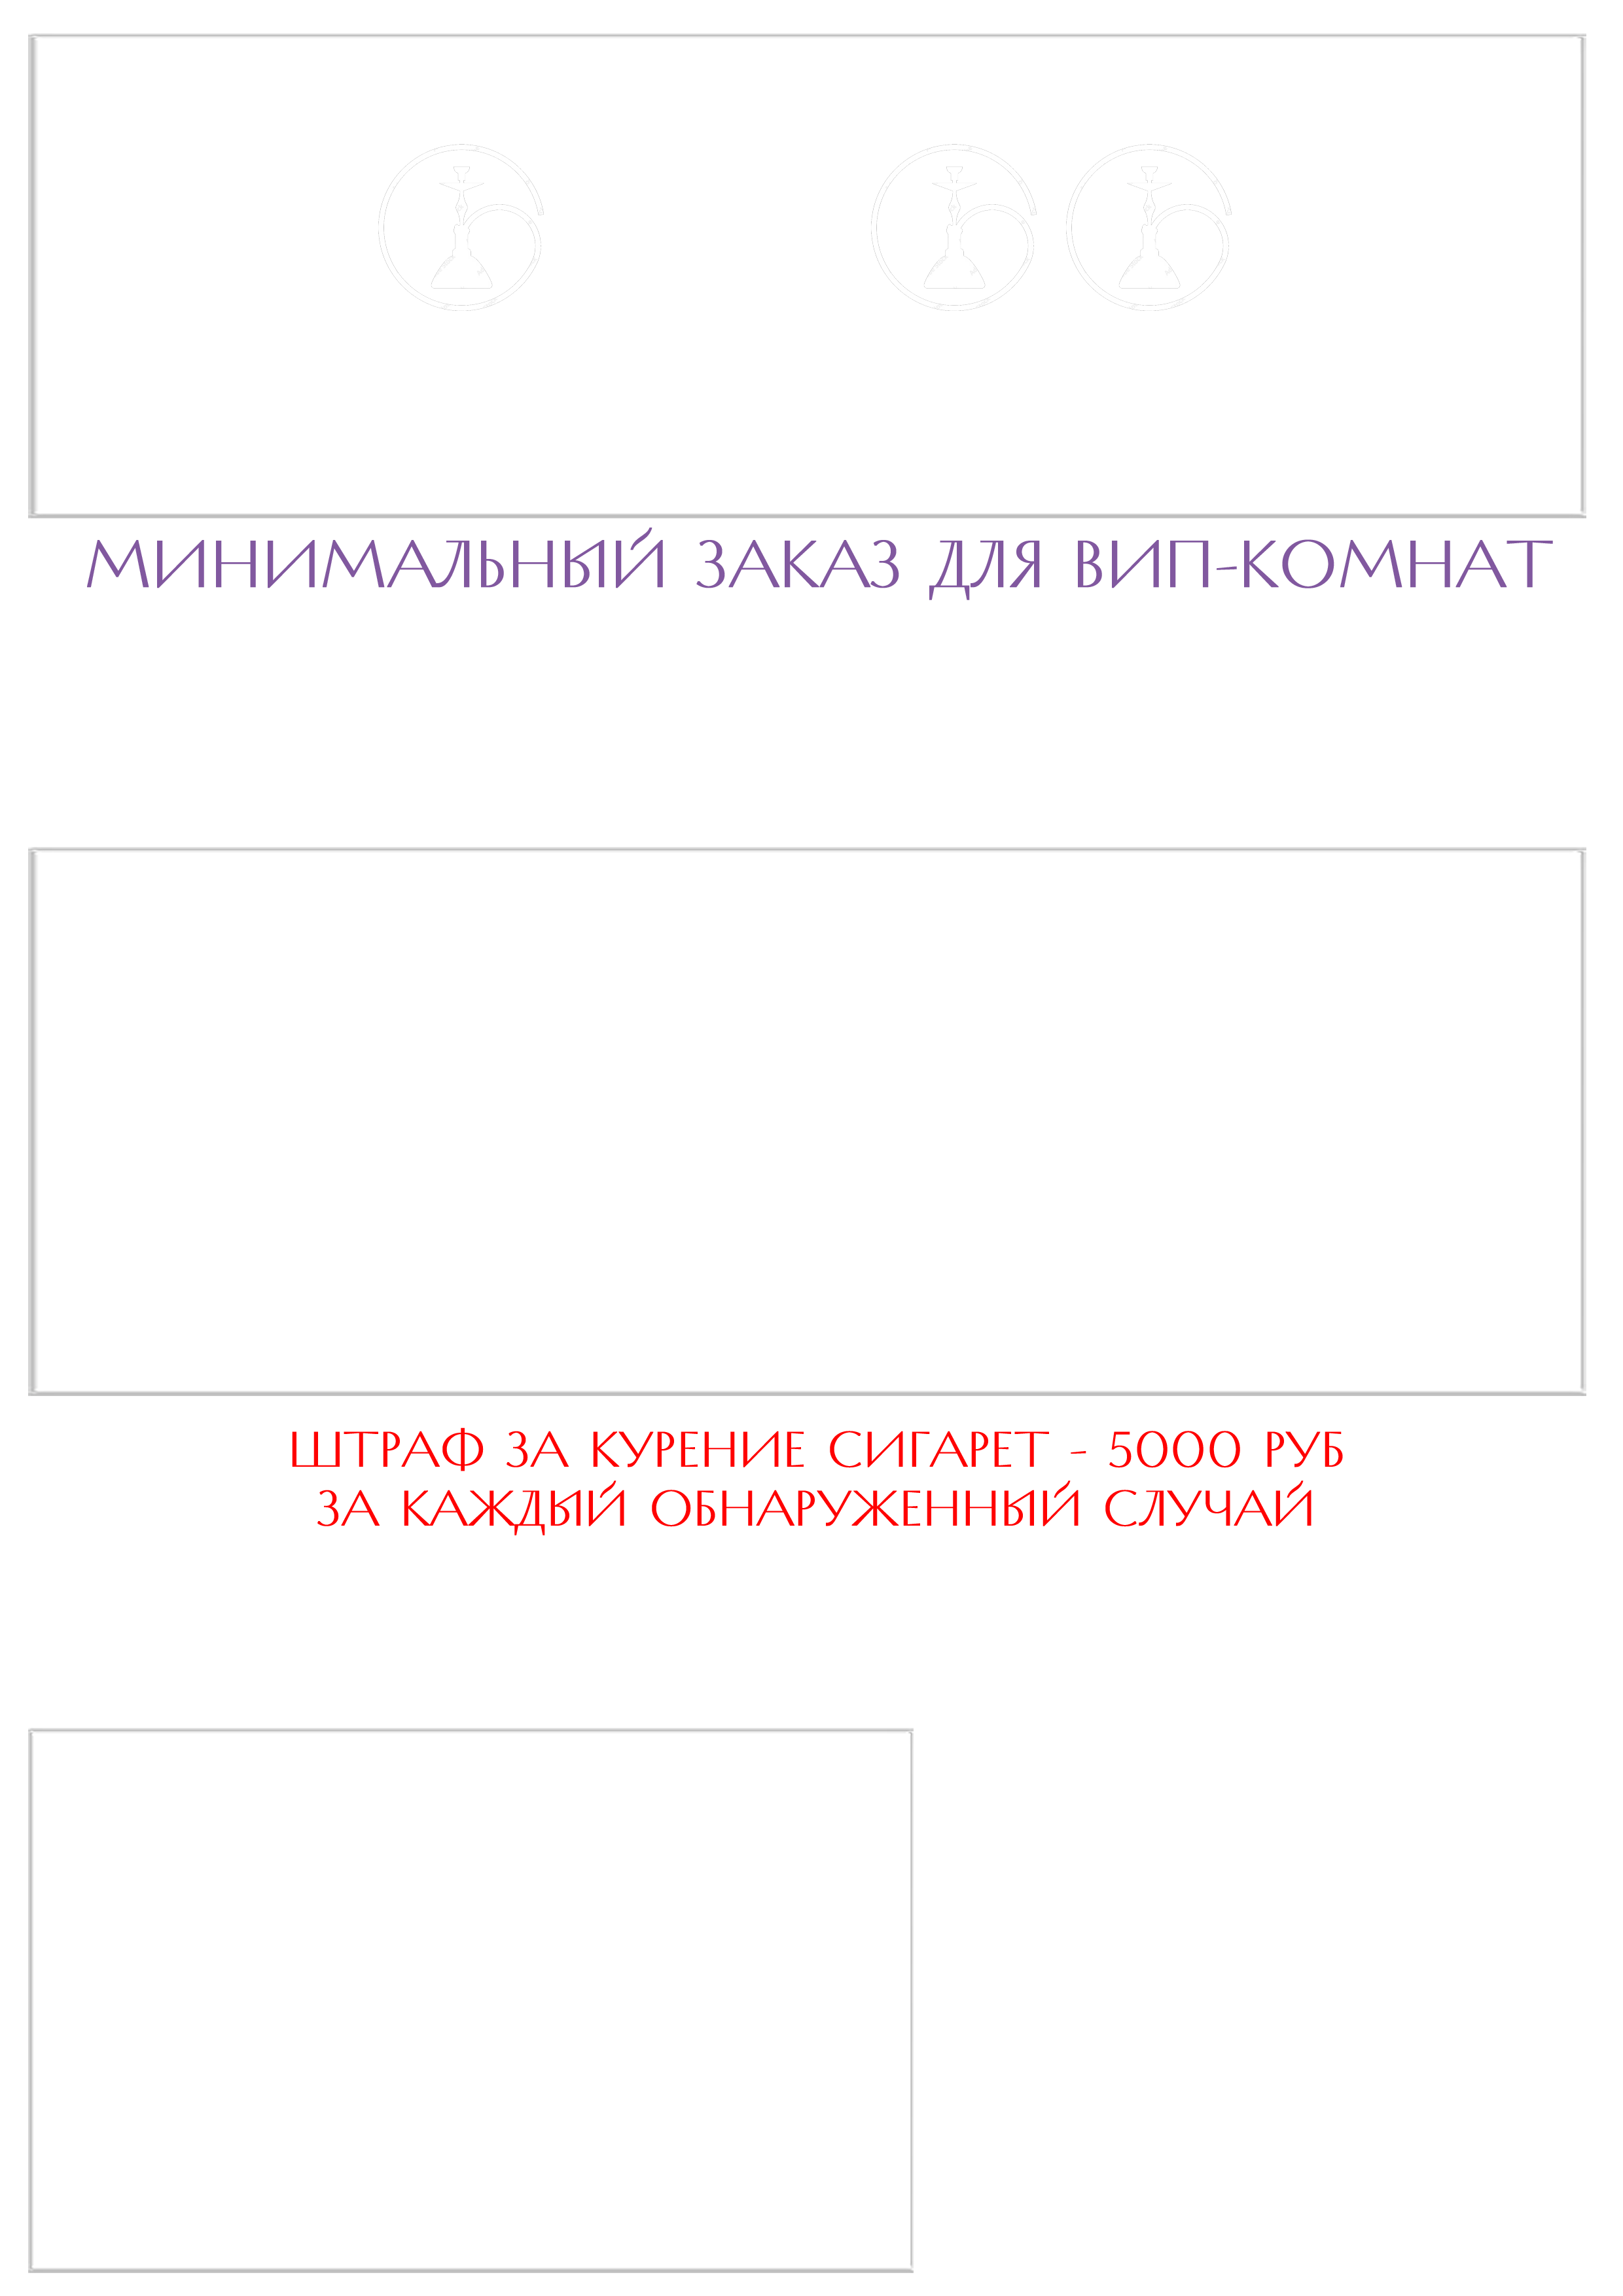 МИНИМАЛЬНЫЙ ЗАКАЗ ДЛЯ ВИП-КОМНАТ
ШТРАФ ЗА КУРЕНИЕ СИГАРЕТ - 5000 РУБ
ЗА КАЖДЫЙ ОБНАРУЖЕННЫЙ СЛУЧАЙ